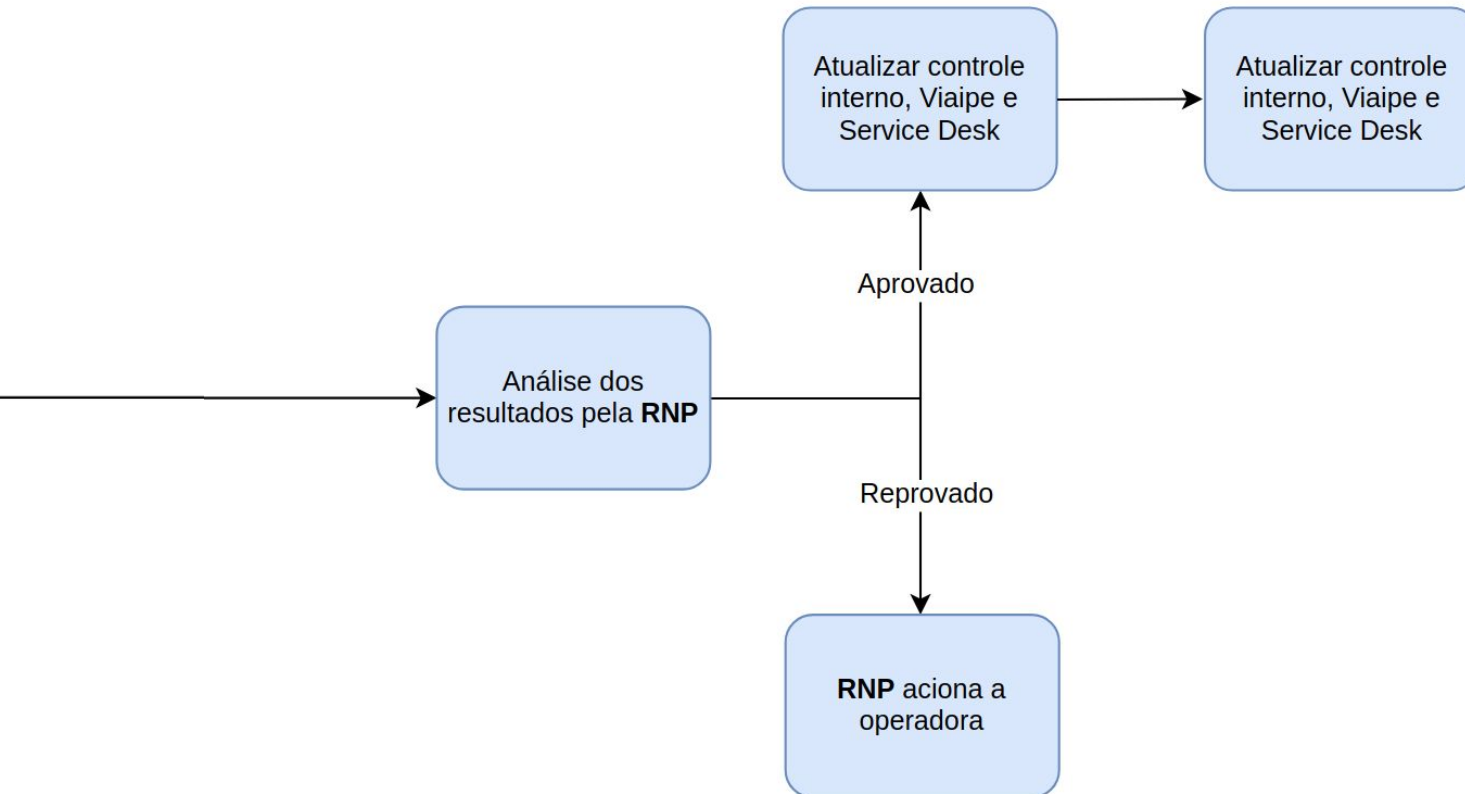 Atualizar controle
interno, Viaipe e
Service Desk
Atualizar controle
interno, Viaipe e
Service Desk
Aprovado
Análise dos
resultados pela RNP
Reprovado
RNP aciona a
operadora